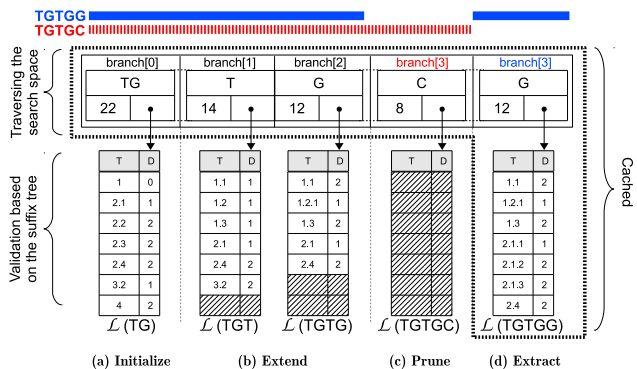 TGTGG
TGTGC
Traversing the
search space
branch[0] branch[1] branch[2] branch[3] branch[3]
TG T G C G
22 14 12 8 12
Validation based
on the suffix tree
T D T D T D T D T D
1 0 1.1 1 1.1 2 1.1 2
2.1 1 1.2 1 1.2.1 1 1.2.1 1
2.2 2 1.3 1 1.3 2 1.3 2
2.3 2 2.1 1 2.1 1 2.1.1 1
2.4 2 2.4 2 2.4 2 2.1.2 2
3.2 1 3.2 2 2.1.3 2
4 2 2.4 2
ℒ (TG) ℒ (TGT) ℒ (TGTG) ℒ (TGTGC) ℒ (TGTGG)
Cached
(a) Initialize (b) Extend (c) Prune (d) Extract